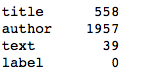 title 558
author 1957
text 39
label 0